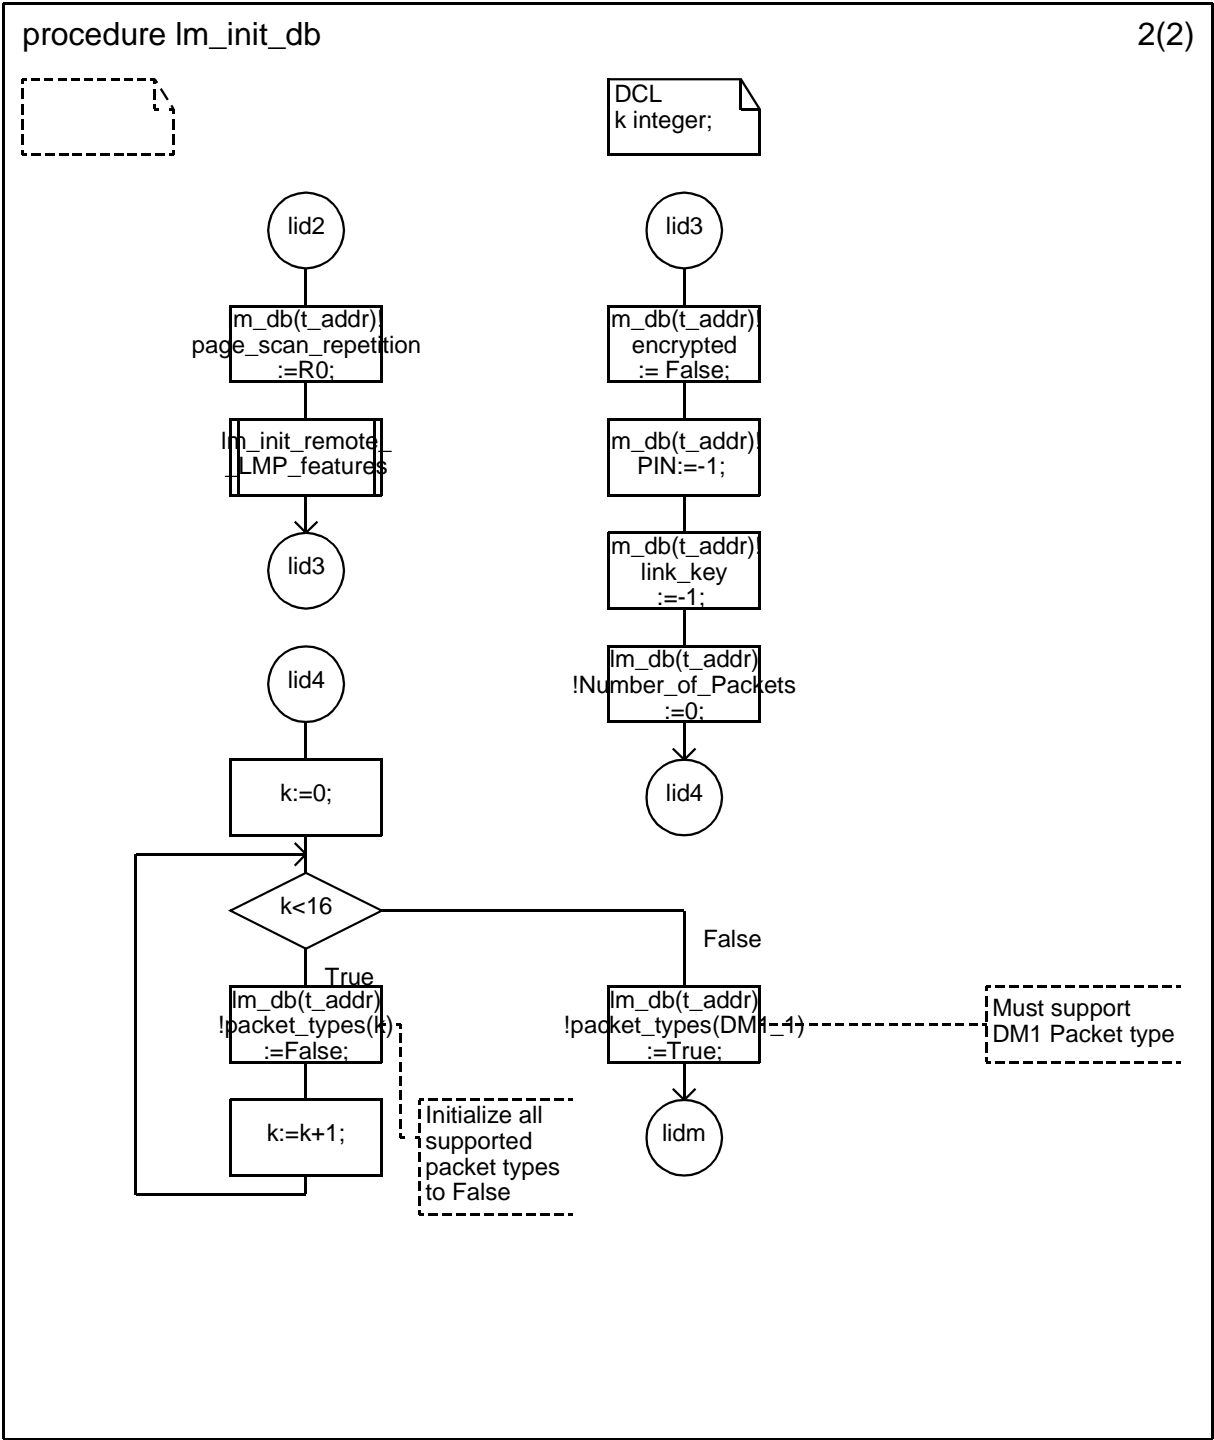 procedure lm_init_db
2(2)
DCL
k integer;
lid2
m_db(t_addr)!
page_scan_repetition
:=R0;
lm_init_remote_
_LMP_features
lid3
lid3
m_db(t_addr)!
encrypted
:= False;
m_db(t_addr)!
PIN:=-1;
m_db(t_addr)!
link_key
:=-1;
lm_db(t_addr)
!Number_of_Packets
:=0;
lid4
lid4
k:=0;
k<16
True
False
lm_db(t_addr)
!packet_types(k)
:=False;
k:=k+1;
Initialize all
supported
packet types
to False
lm_db(t_addr)
!packet_types(DM1_1)
:=True;
lidm
Must support
DM1 Packet type